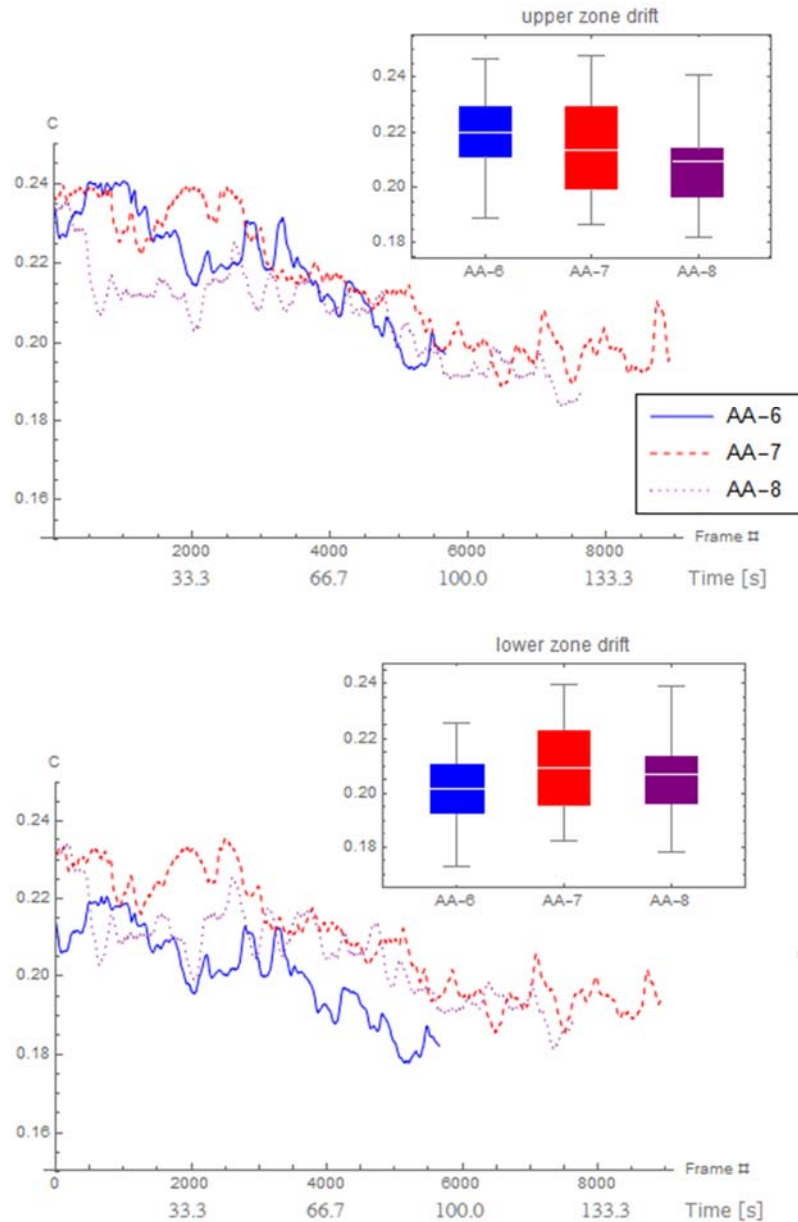 upper zone drift
0.24
0.22
0.20
0.18
AA-6
AA-7
AA-8
C
0.24
0.22
0.20
0.18
0.16
AA-6
AA-7
AA-8
2000
4000
6000
8000
Frame #
33.3
66.7
100.0
133.3
Time [s]
lower zone drift
0.24
0.22
0.20
0.18
AA-6
AA-7
AA-8
C
0.24
0.22
0.20
0.18
0.16
0
2000
4000
6000
8000
Frame #
33.3
66.7
100.0
133.3
Time [s]